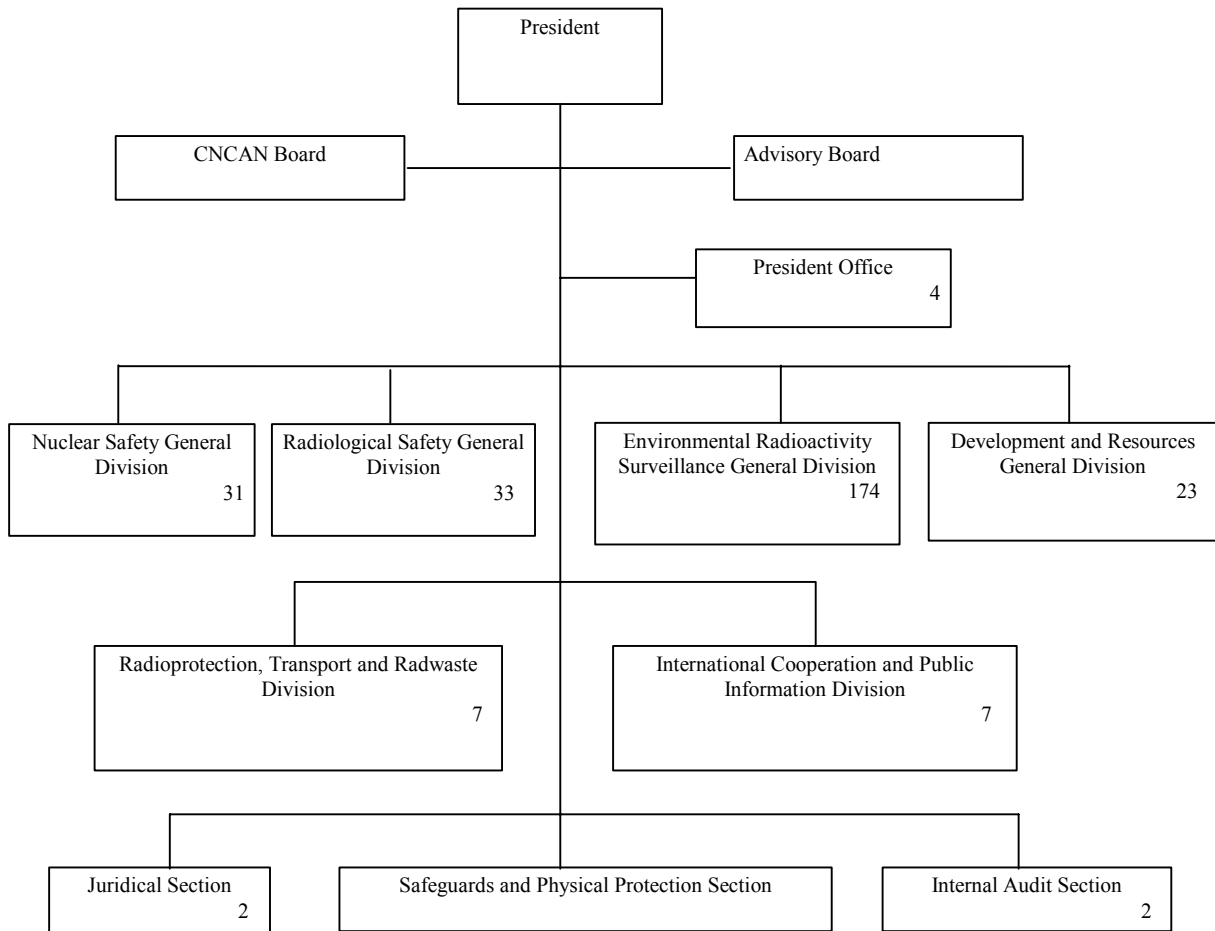 President
CNCAN Board
Advisory Board
President Office
4
Nuclear Safety General
Division
31
Radiological Safety General
Division
33
Environmental Radioactivity
Surveillance General Division
174
Development and Resources
General Division
23
Radioprotection, Transport and Radwaste
Division
7
International Cooperation and Public
Information Division
7
Juridical Section
2
Safeguards and Physical Protection Section
Internal Audit Section
2